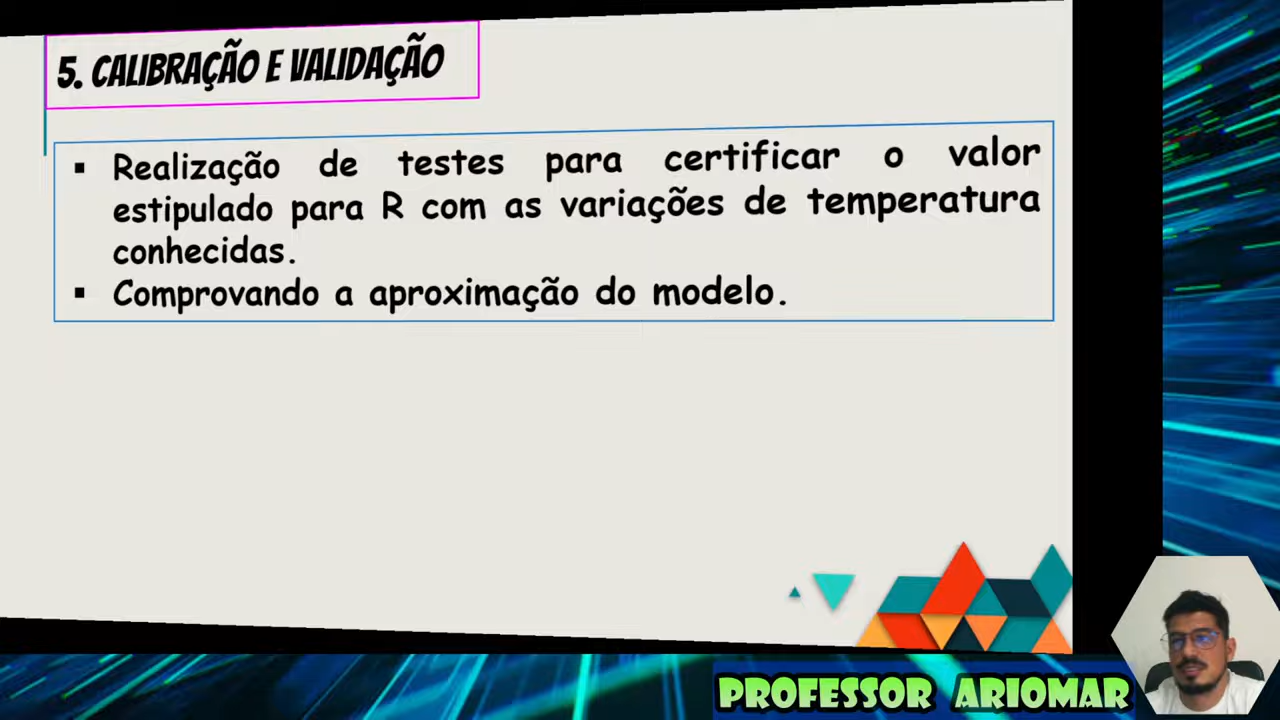 5. CALIBRAÇÃO E VALIDAÇÃO
▪ Realização de testes para certificar o valor
estipulado para R com as variações de temperatura
conhecidas.
▪ Comprovando a aproximação do modelo.
PROFESSOR ARIOMAR